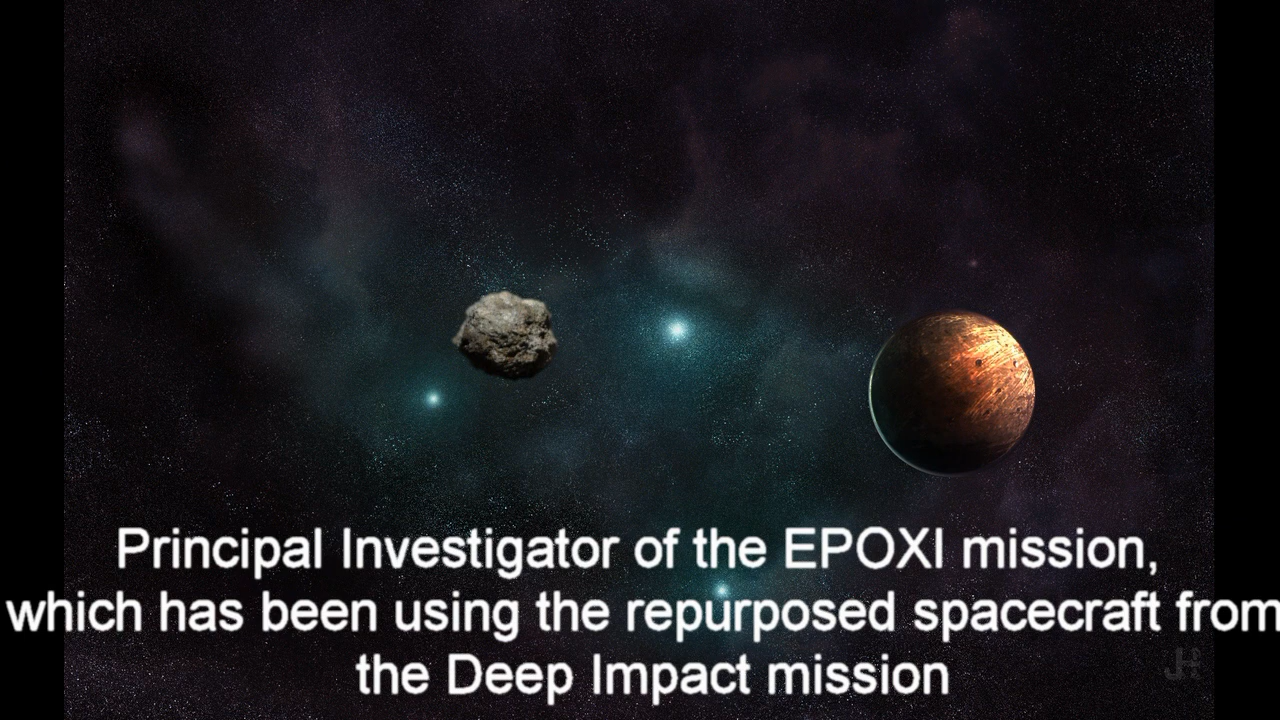 Principal Investigator of the EPOXI mission,
which has been using the repurposed spacecraft from
the Deep Impact mission